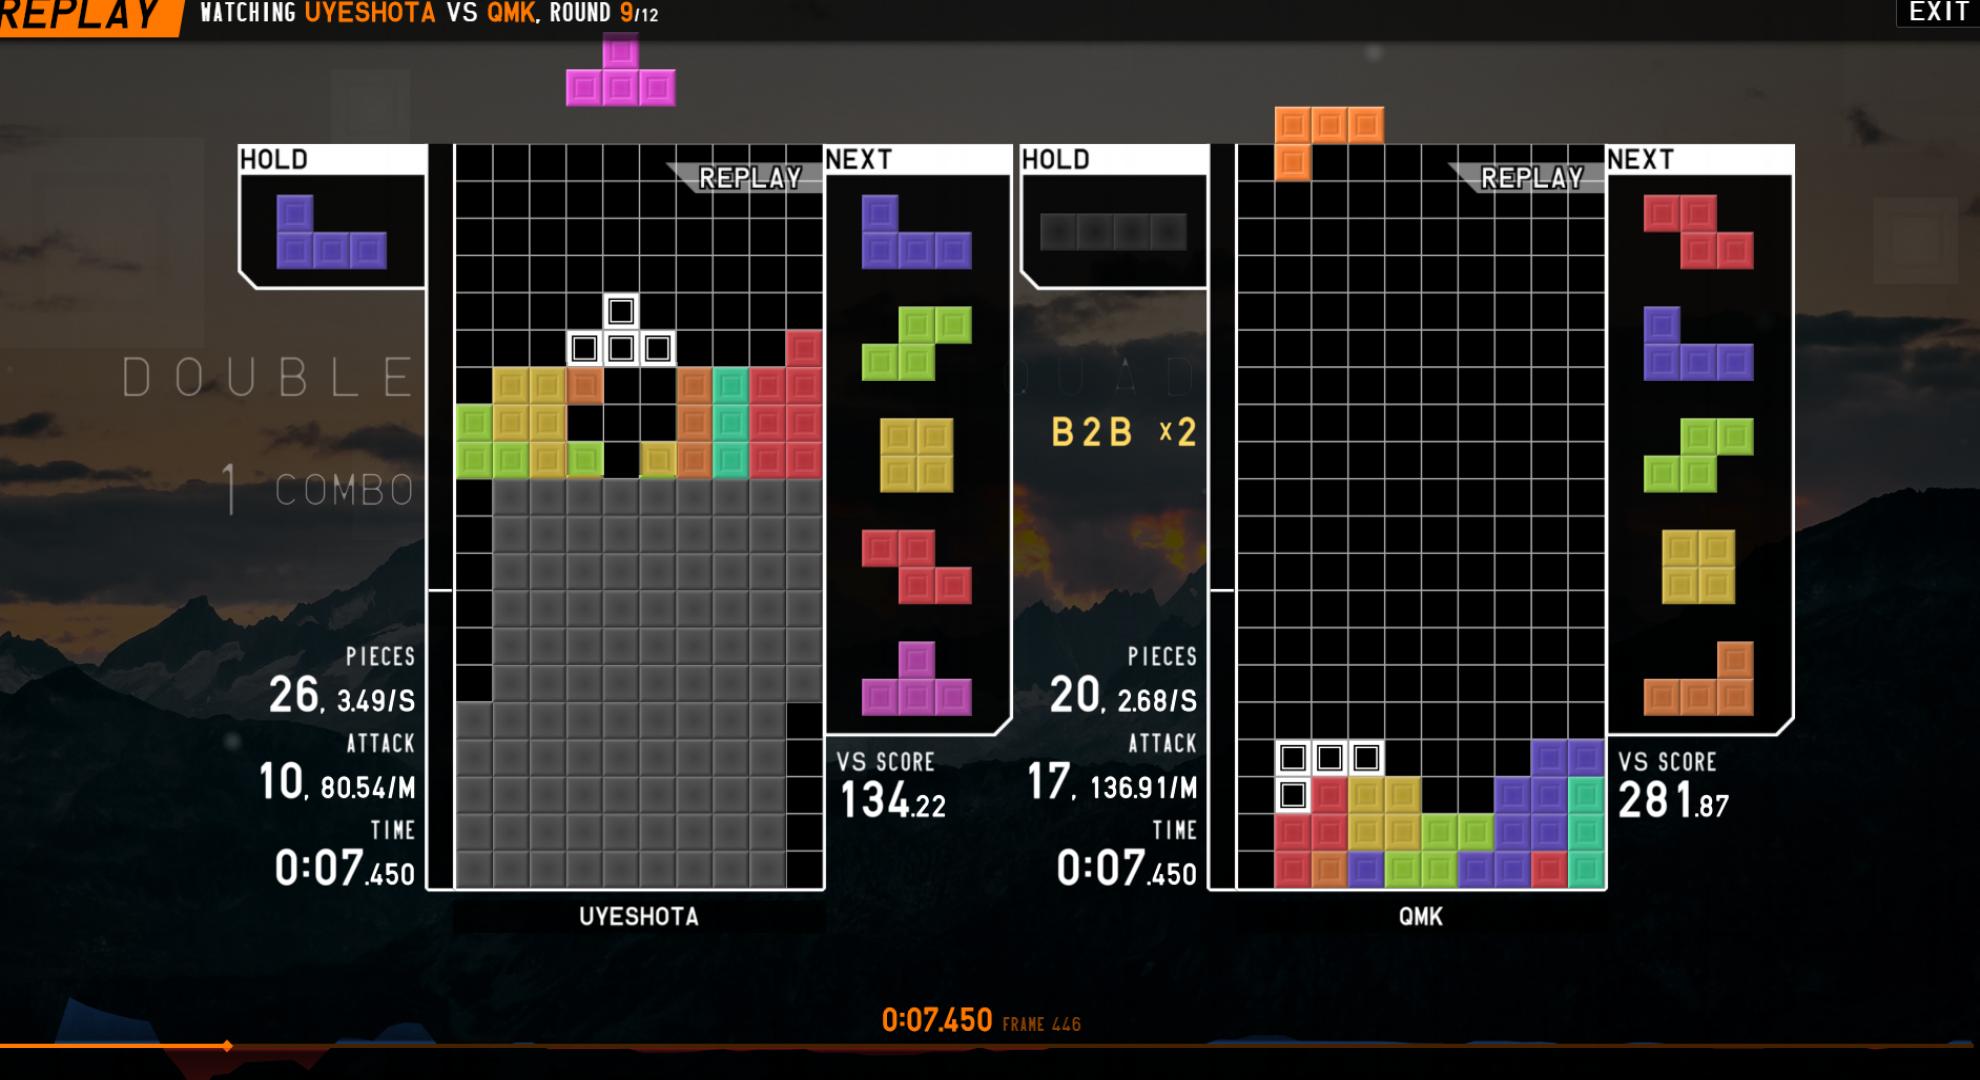 REPLAY
WATCHING UYESHOTA VS QMK, ROUND 9/12
EXIT
HOLD
NEXT
REPLAY
DOUBLE
1 COMBO
PIECES
26, 3.49/S
ATTACK
10, 80.54/M
TIME
0:07.450
VS SCORE
134.22
UYESHOTA
HOLD
NEXT
REPLAY
QUAD
B2B x2
PIECES
20, 2.68/S
ATTACK
17, 136.91/M
TIME
0:07.450
VS SCORE
281.87
QMK
0:07.450 FRAME 446